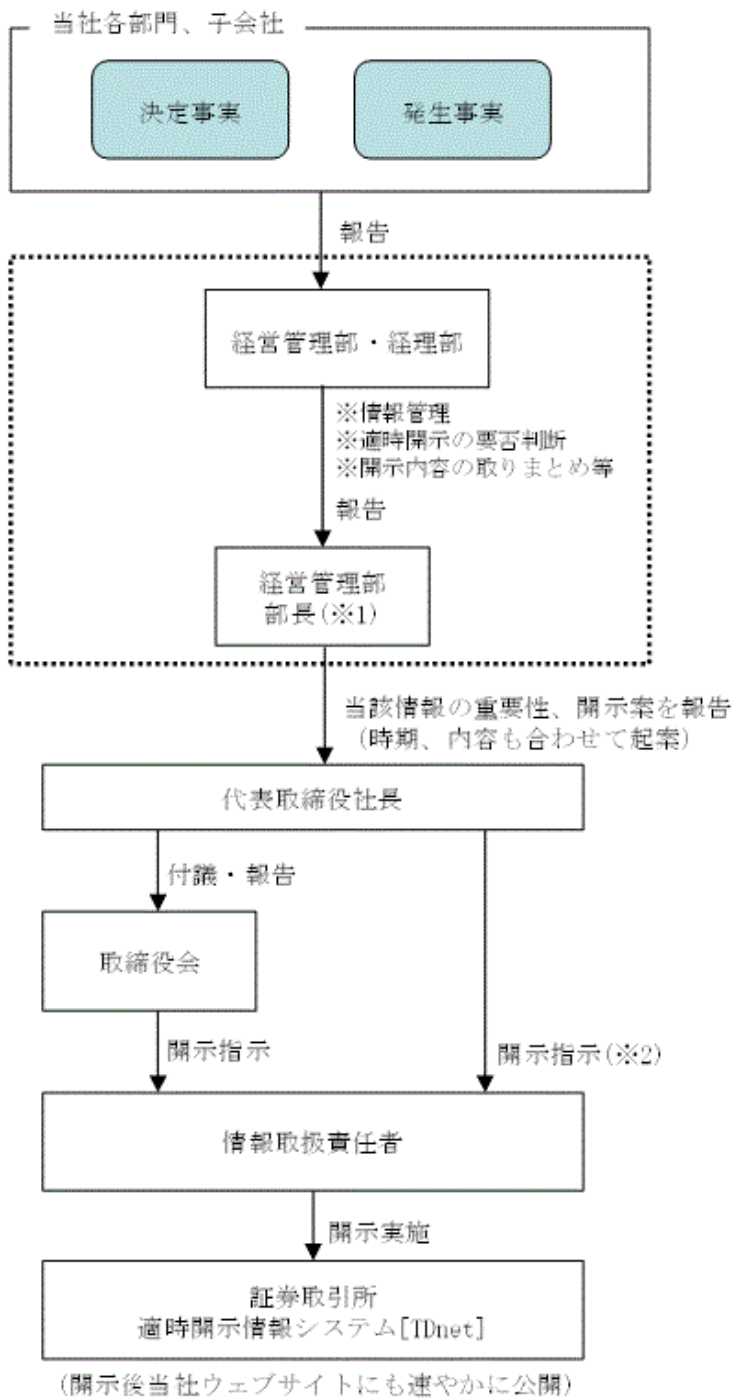 当社各部門、子会社
決定事実
発生事実
報告
経営管理部・経理部
※情報管理
※適時開示の要否判断
※開示内容の取りまとめ等
報告
経営管理部
部長(※1)
当該情報の重要性、開示案を報告
(時期、内容も合わせて起案)
代表取締役社長
付議・報告
取締役会
開示指示
開示指示(※2)
情報取扱責任者
開示実施
証券取引所
適時開示情報システム[TDnet]
(開示後当社ウェブサイトにも速やかに公開)